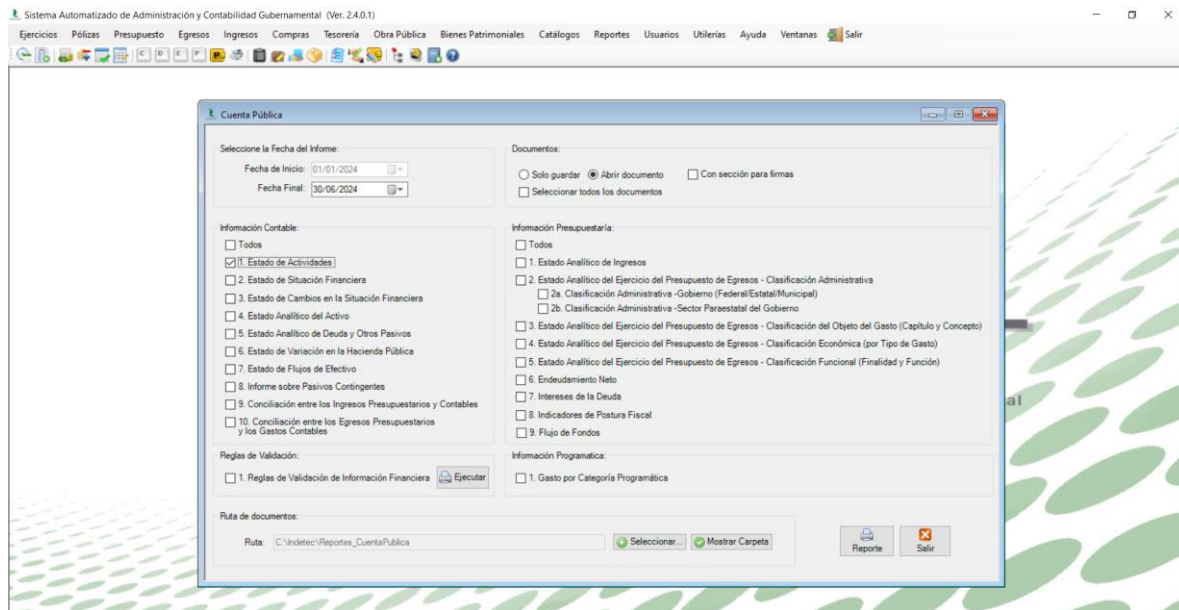 Sistema Automatizado de Administración y Contabilidad Gubernamental (Ver. 2.4.0.1)
Ejercicios Pólizas Presupuesto Egresos Ingresos Compras Tesorería Obra Pública Bienes Patrimoniales Catálogos Reportes Usuarios Utilerías Ayuda Ventanas Salir
C D E P P
Cuenta Pública
Seleccione la Fecha del Informe:
Fecha de Inicio: 01/01/2024
Fecha Final: 30/06/2024
Documentos:
Solo guardar Abrir documento Con sección para firmas
Seleccionar todos los documentos
Información Contable:
Todos
1. Estado de Actividades
2. Estado de Situación Financiera
3. Estado de Cambios en la Situación Financiera
4. Estado Analítico del Activo
5. Estado Analítico de Deuda y Otros Pasivos
6. Estado de Variación en la Hacienda Pública
7. Estado de Flujos de Efectivo
8. Informe sobre Pasivos Contingentes
9. Conciliación entre los Ingresos Presupuestarios y Contables
10. Conciliación entre los Egresos Presupuestarios
y los Gastos Contables
Información Presupuestaría:
Todos
1. Estado Analítico de Ingresos
2. Estado Analítico del Ejercicio del Presupuesto de Egresos - Clasificación Administrativa
2a. Clasificación Administrativa -Gobierno (Federal/Estatal/Municipal)
2b. Clasificación Administrativa -Sector Paraestatal del Gobierno
3. Estado Analítico del Ejercicio del Presupuesto de Egresos - Clasificación del Objeto del Gasto (Capítulo y Concepto)
4. Estado Analítico del Ejercicio del Presupuesto de Egresos - Clasificación Económica (por Tipo de Gasto)
5. Estado Analítico del Ejercicio del Presupuesto de Egresos - Clasificación Funcional (Finalidad y Función)
6. Endeudamiento Neto
7. Intereses de la Deuda
8. Indicadores de Postura Fiscal
9. Flujo de Fondos
Reglas de Validación:
1. Reglas de Validación de Información Financiera Ejecutar
Información Programatica:
1. Gasto por Categoría Programática
Ruta de documentos:
Ruta: C:\Indetec\Reportes_CuentaPublica Seleccionar... Mostrar Carpeta
Reporte Salir
al